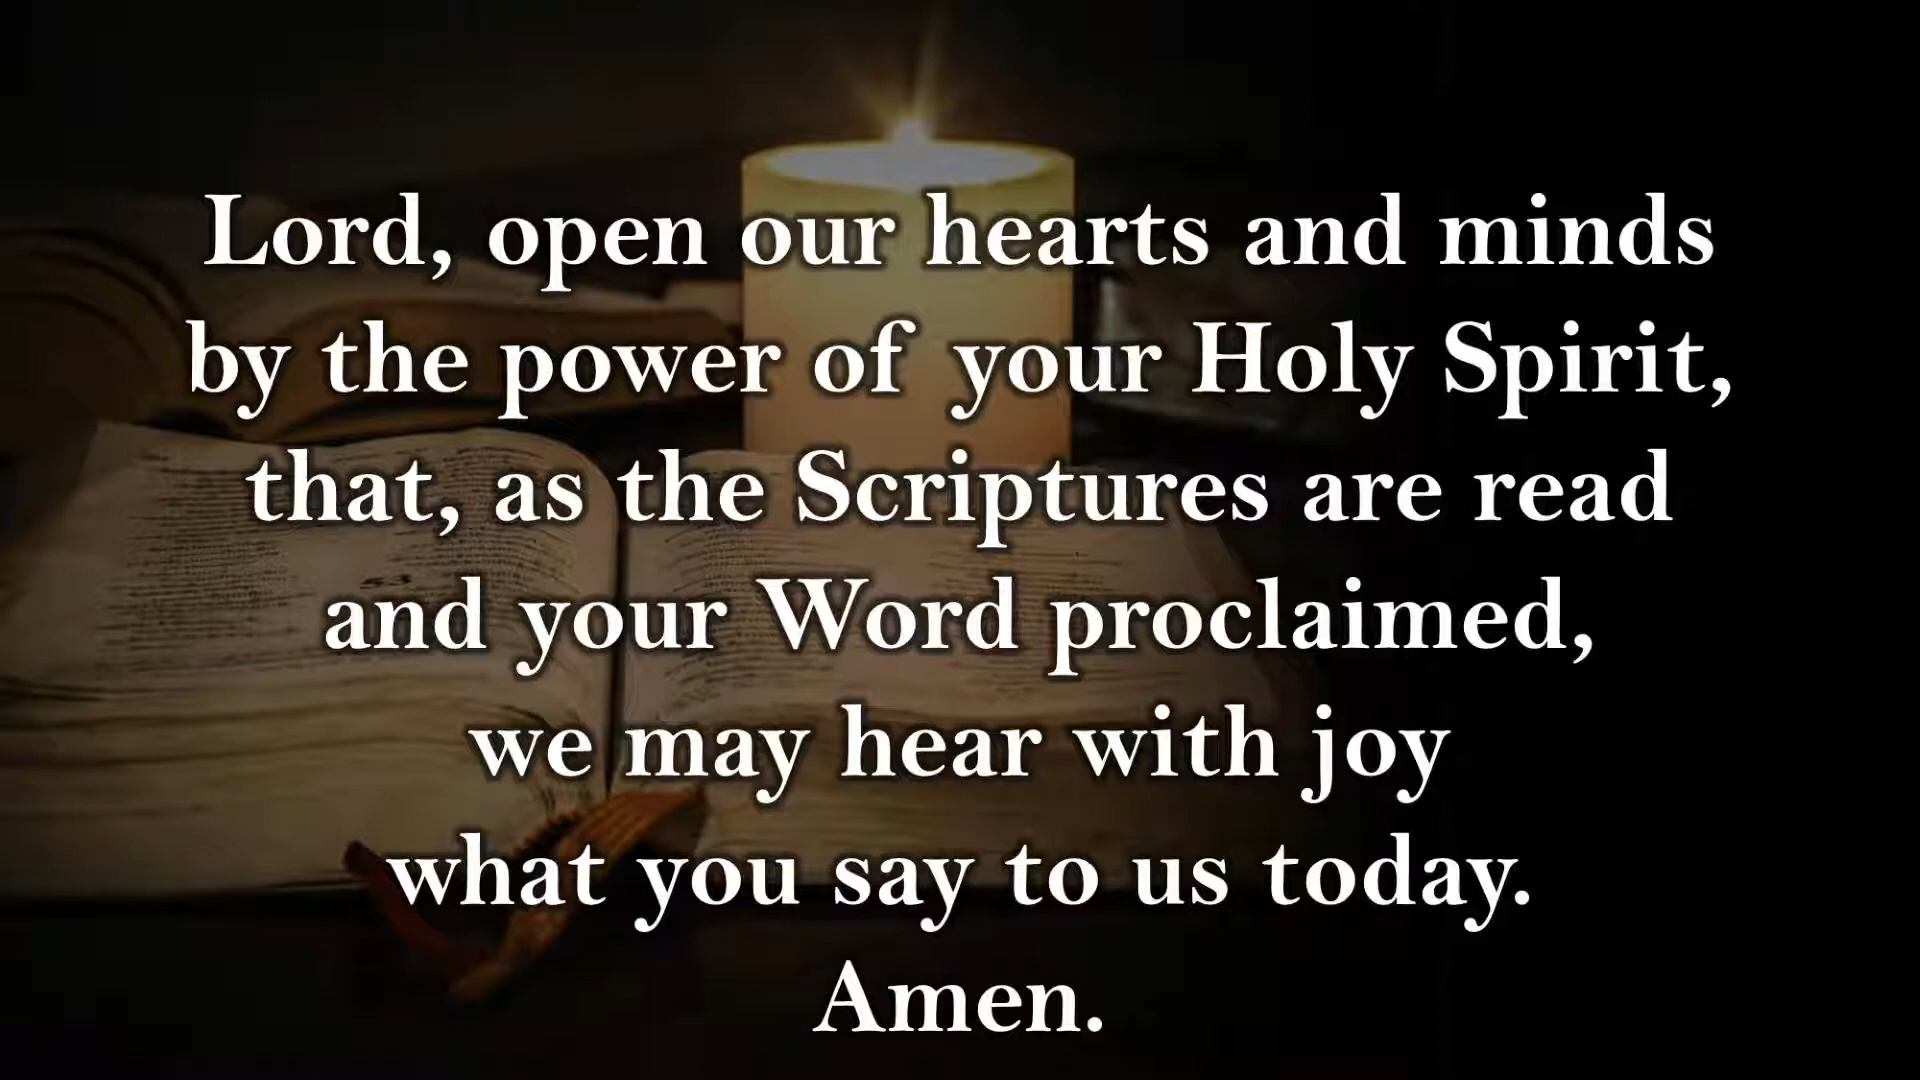 Lord, open our hearts and minds
by the power of your Holy Spirit,
that, as the Scriptures are read
and your Word proclaimed,
we may hear with joy
what you say to us today.
Amen.